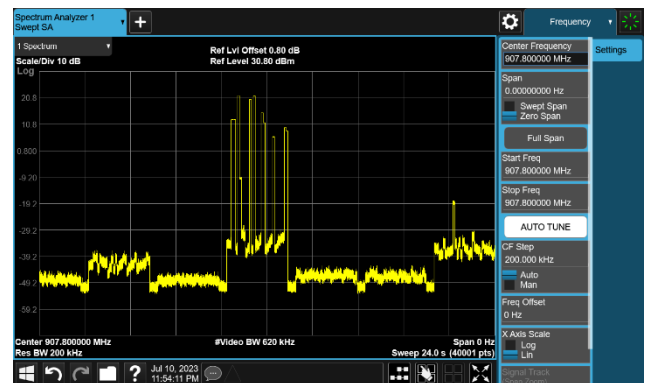 Spectrum Analyzer 1
Swept SA
Frequency
1 Spectrum
Scale/Div 10 dB
Ref Lvl Offset 0.80 dB
Ref Level 30.80 dBm
Log
20.8
10.8
0.800
-9.20
-19.2
-29.2
-39.2
-49.2
-59.2
Center 907.800000 MHz
#Video BW 620 kHz
Span 0 Hz
Res BW 200 kHz
Sweep 24.0 s (40001 pts)
Center Frequency
907.800000 MHz
Settings
Span
0.00000000 Hz
Swept Span
Zero Span
Full Span
Start Freq
907.800000 MHz
Stop Freq
907.800000 MHz
AUTO TUNE
CF Step
200.000 kHz
Auto
Man
Freq Offset
0 Hz
X Axis Scale
Log
Lin
Signal Track
(Span Zoom)
?
Jul 10, 2023
11:54:11 PM